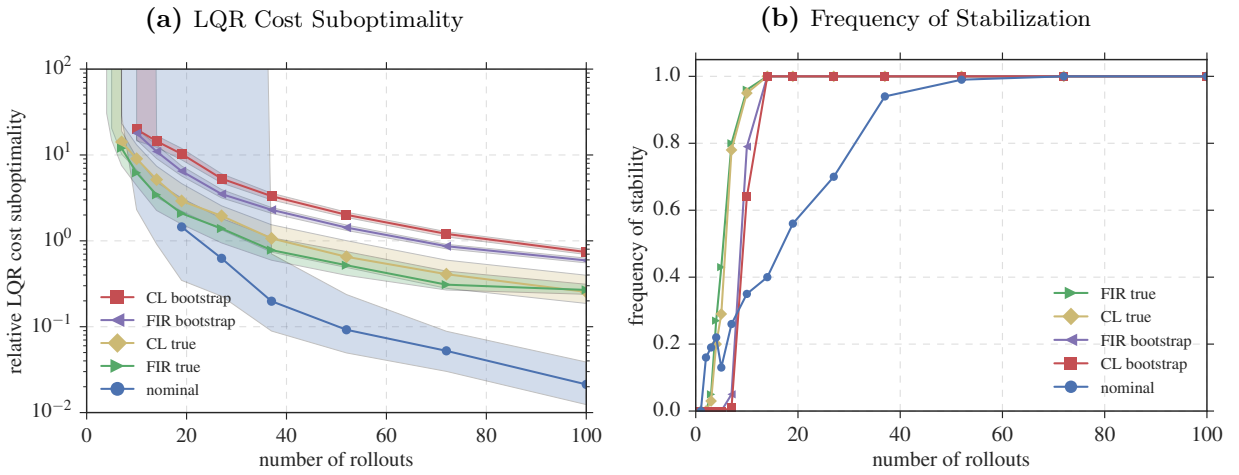 (a) LQR Cost Suboptimality
relative LQR cost suboptimality
10^2
10^1
10^0
10^-1
10^-2
CL bootstrap
FIR bootstrap
CL true
FIR true
nominal
0 20 40 60 80 100
number of rollouts
(b) Frequency of Stabilization
frequency of stability
1.0
0.8
0.6
0.4
0.2
0.0
FIR true
CL true
FIR bootstrap
CL bootstrap
nominal
0 20 40 60 80 100
number of rollouts